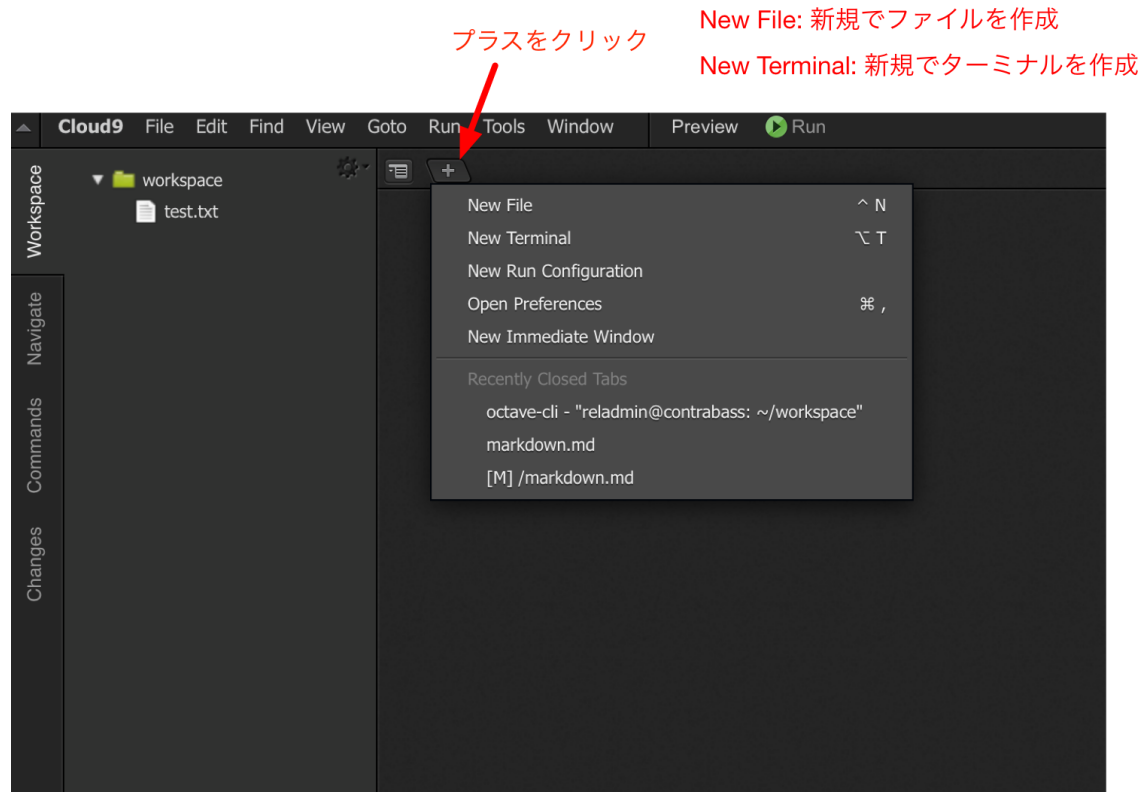 New File: 新規でファイルを作成
プラスをクリック
New Terminal: 新規でターミナルを作成
Cloud9 File Edit Find View Goto Run Tools Window Preview Run
Workspace
Navigate
Commands
Changes
workspace
test.txt
New File ^ N
New Terminal ⌥ T
New Run Configuration
Open Preferences ⌘ ,
New Immediate Window
Recently Closed Tabs
octave-cli - "reladmin@contrabass: ~/workspace"
markdown.md
[M] /markdown.md